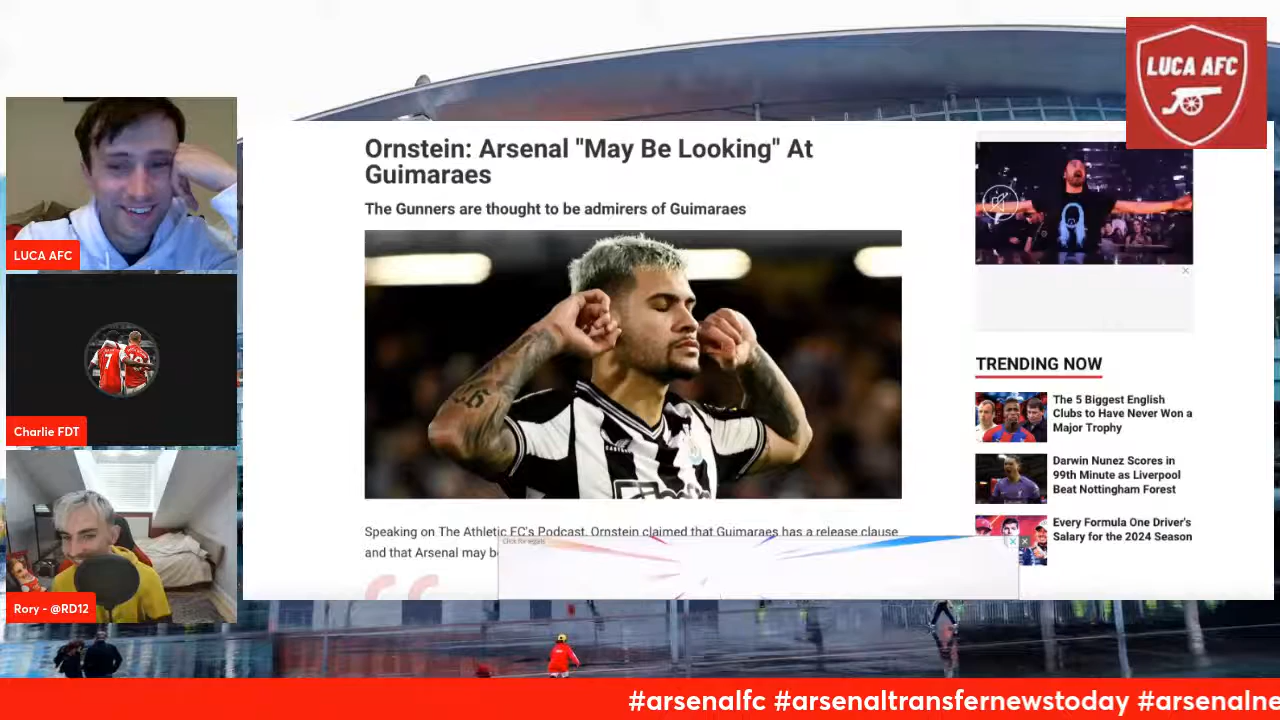 LUCA AFC
Ornstein: Arsenal "May Be Looking" At
Guimaraes
The Gunners are thought to be admirers of Guimaraes
LUCA AFC
7
Charlie FDT
Rory - @RD12
Speaking on The Athletic FC's Podcast, Ornstein claimed that Guimaraes has a release clause
and that Arsenal may be
TRENDING NOW
The 5 Biggest English
Clubs to Have Never Won a
Major Trophy
Darwin Nunez Scores in
99th Minute as Liverpool
Beat Nottingham Forest
Every Formula One Driver's
Salary for the 2024 Season
#arsenalfc #arsenaltransfernewstoday #arsenalne